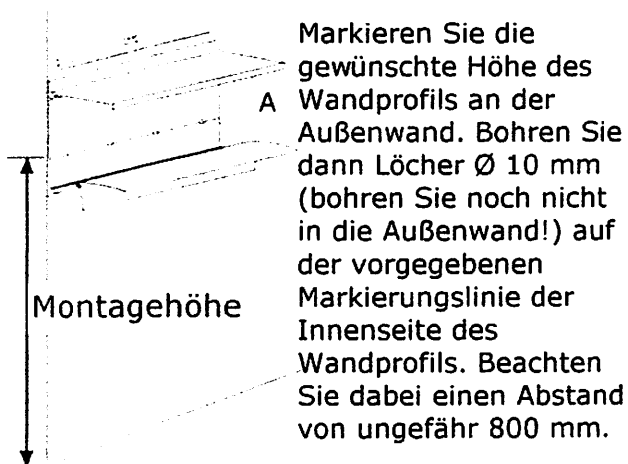 Markieren Sie die
gewünschte Höhe des
A Wandprofils an der
Außenwand. Bohren Sie
dann Löcher Ø 10 mm
(bohren Sie noch nicht
in die Außenwand!) auf
der vorgegebenen
Markierungslinie der
Innenseite des
Wandprofils. Beachten
Sie dabei einen Abstand
von ungefähr 800 mm.
Montagehöhe